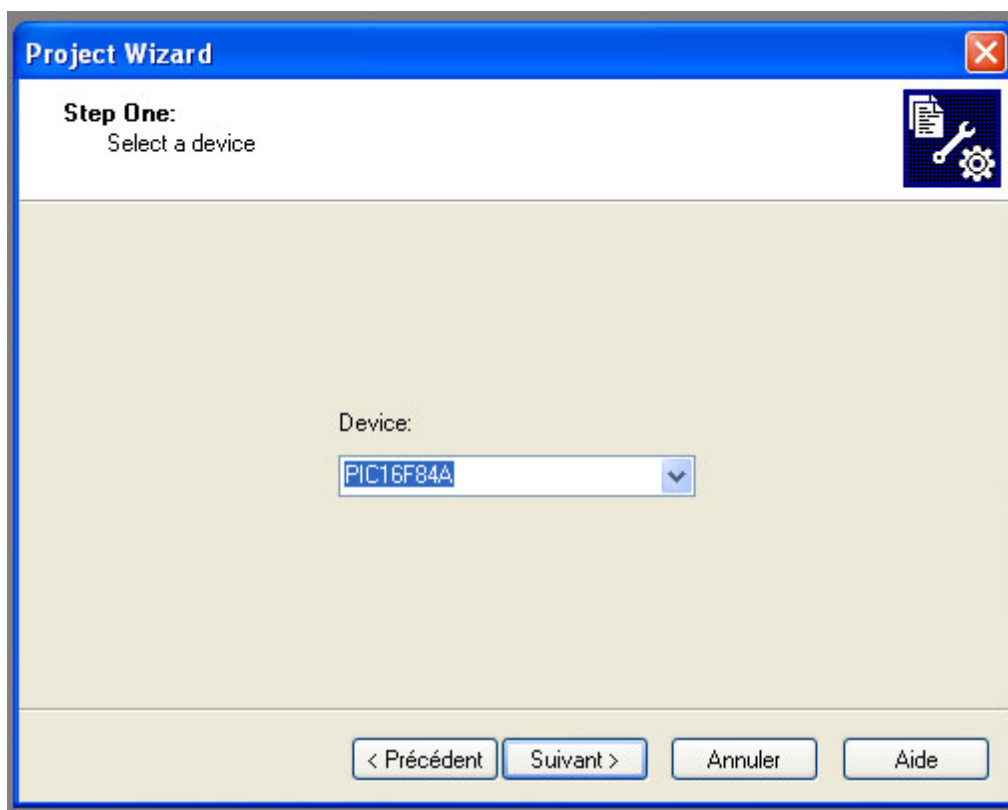 Project Wizard
Step One:
Select a device
Device:
PIC16F84A
< Précédent Suivant > Annuler Aide